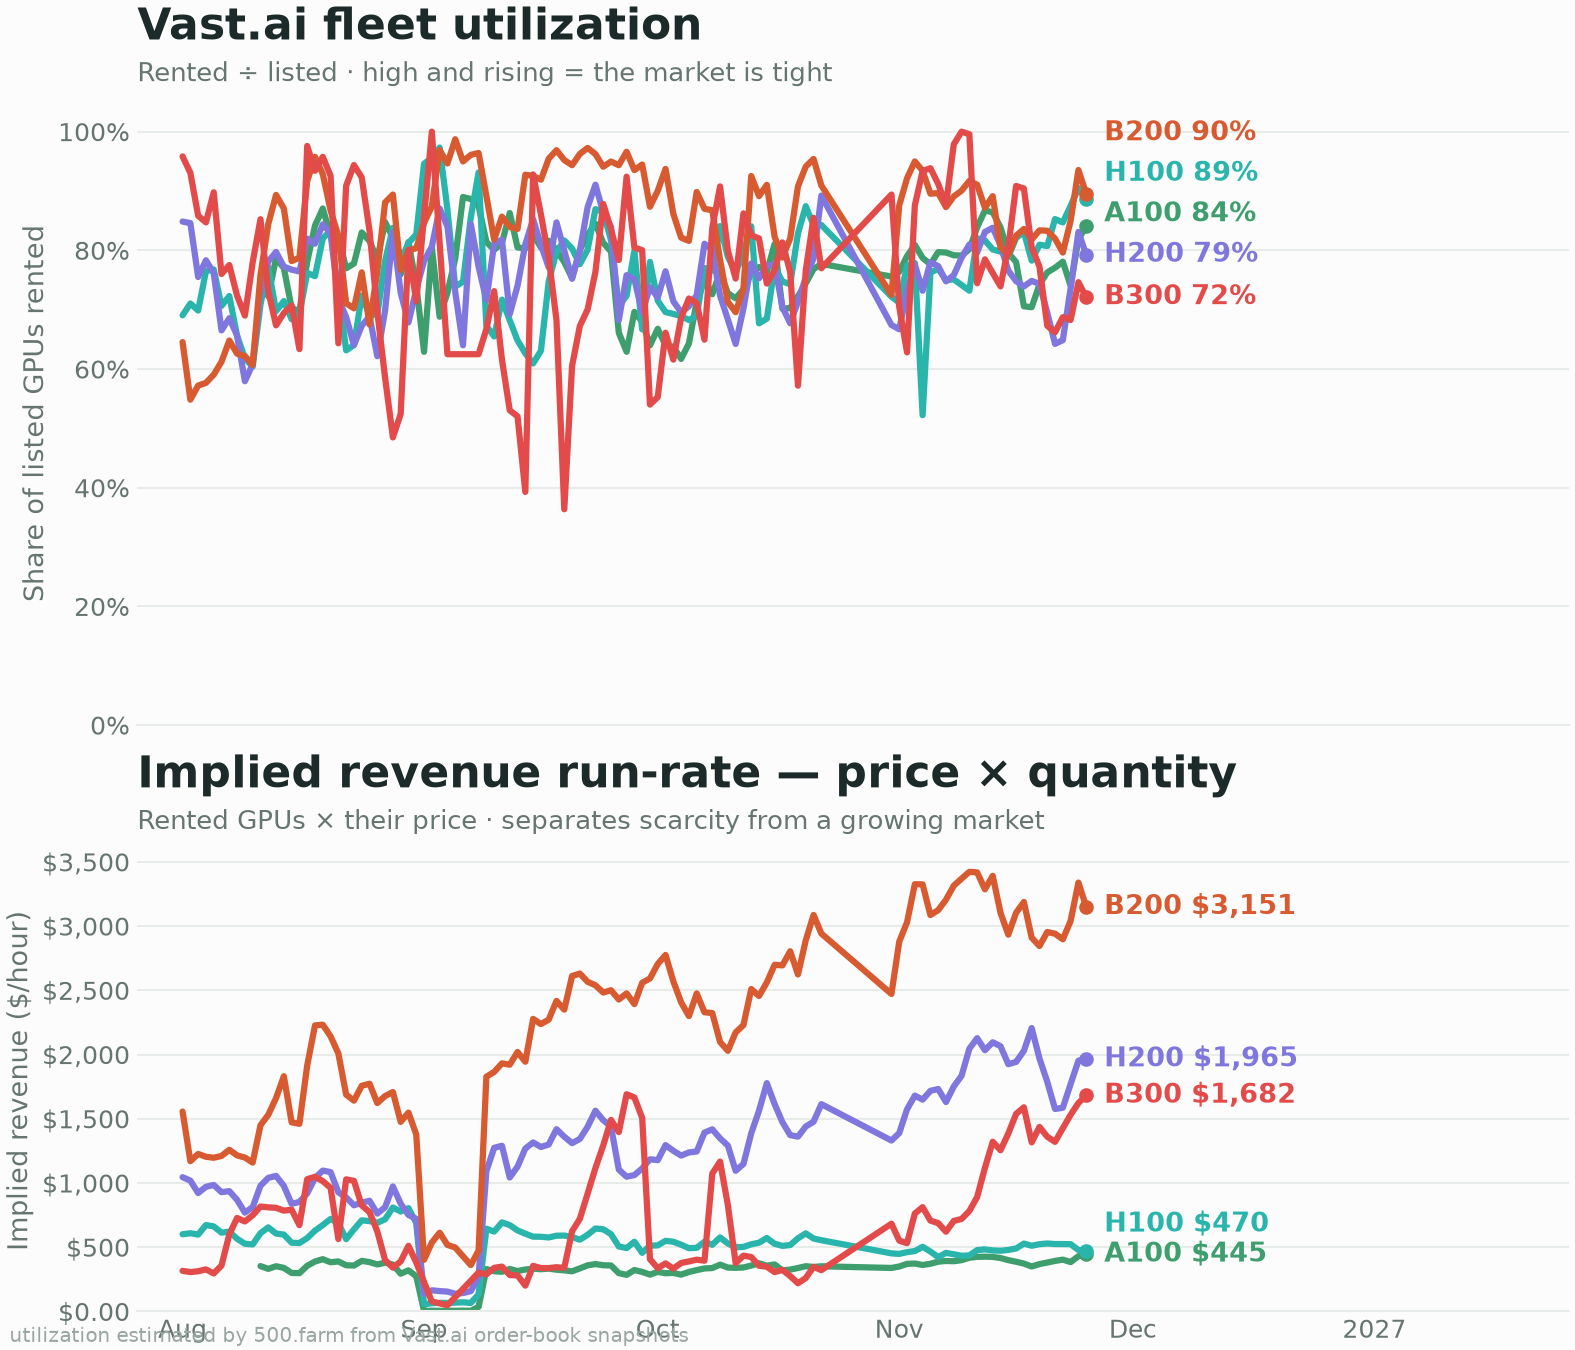 Vast.ai fleet utilization
Rented ÷ listed · high and rising = the market is tight
Share of listed GPUs rented
100%
80%
60%
40%
20%
0%
B200 90%
H100 89%
A100 84%
H200 79%
B300 72%
Implied revenue run-rate — price × quantity
Rented GPUs × their price · separates scarcity from a growing market
Implied revenue ($/hour)
$3,500
$3,000
$2,500
$2,000
$1,500
$1,000
$500
$0.00
B200 $3,151
H200 $1,965
B300 $1,682
H100 $470
A100 $445
Aug Sep Oct Nov Dec 2027
utilization estimated by 500.farm from Vast.ai order-book snapshots